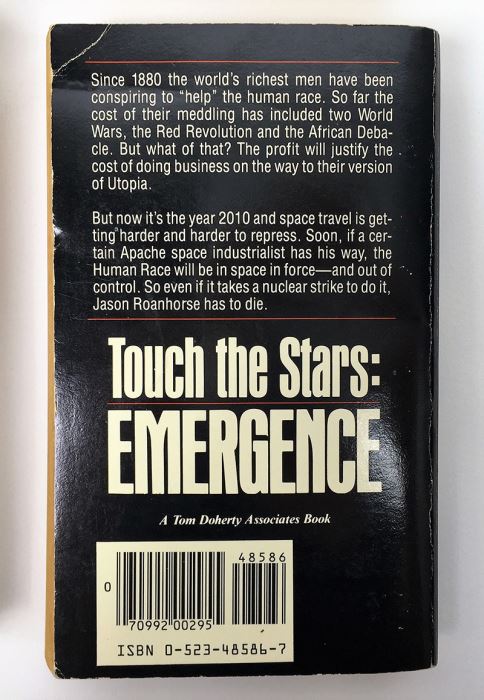 Since 1880 the world's richest men have been
conspiring to "help" the human race. So far the
cost of their meddling has included two World
Wars, the Red Revolution and the African Deba-
cle. But what of that? The profit will justify the
cost of doing business on the way to their version
of Utopia.
But now it's the year 2010 and space travel is get-
ting harder and harder to repress. Soon, if a cer-
tain Apache space industrialist has his way, the
Human Race will be in space in force—and out of
control. So even if it takes a nuclear strike to do it,
Jason Roanhorse has to die.
Touch the Stars:
EMERGENCE
A Tom Doherty Associates Book
48586
0
70992 00295
ISBN 0-523-48586-7